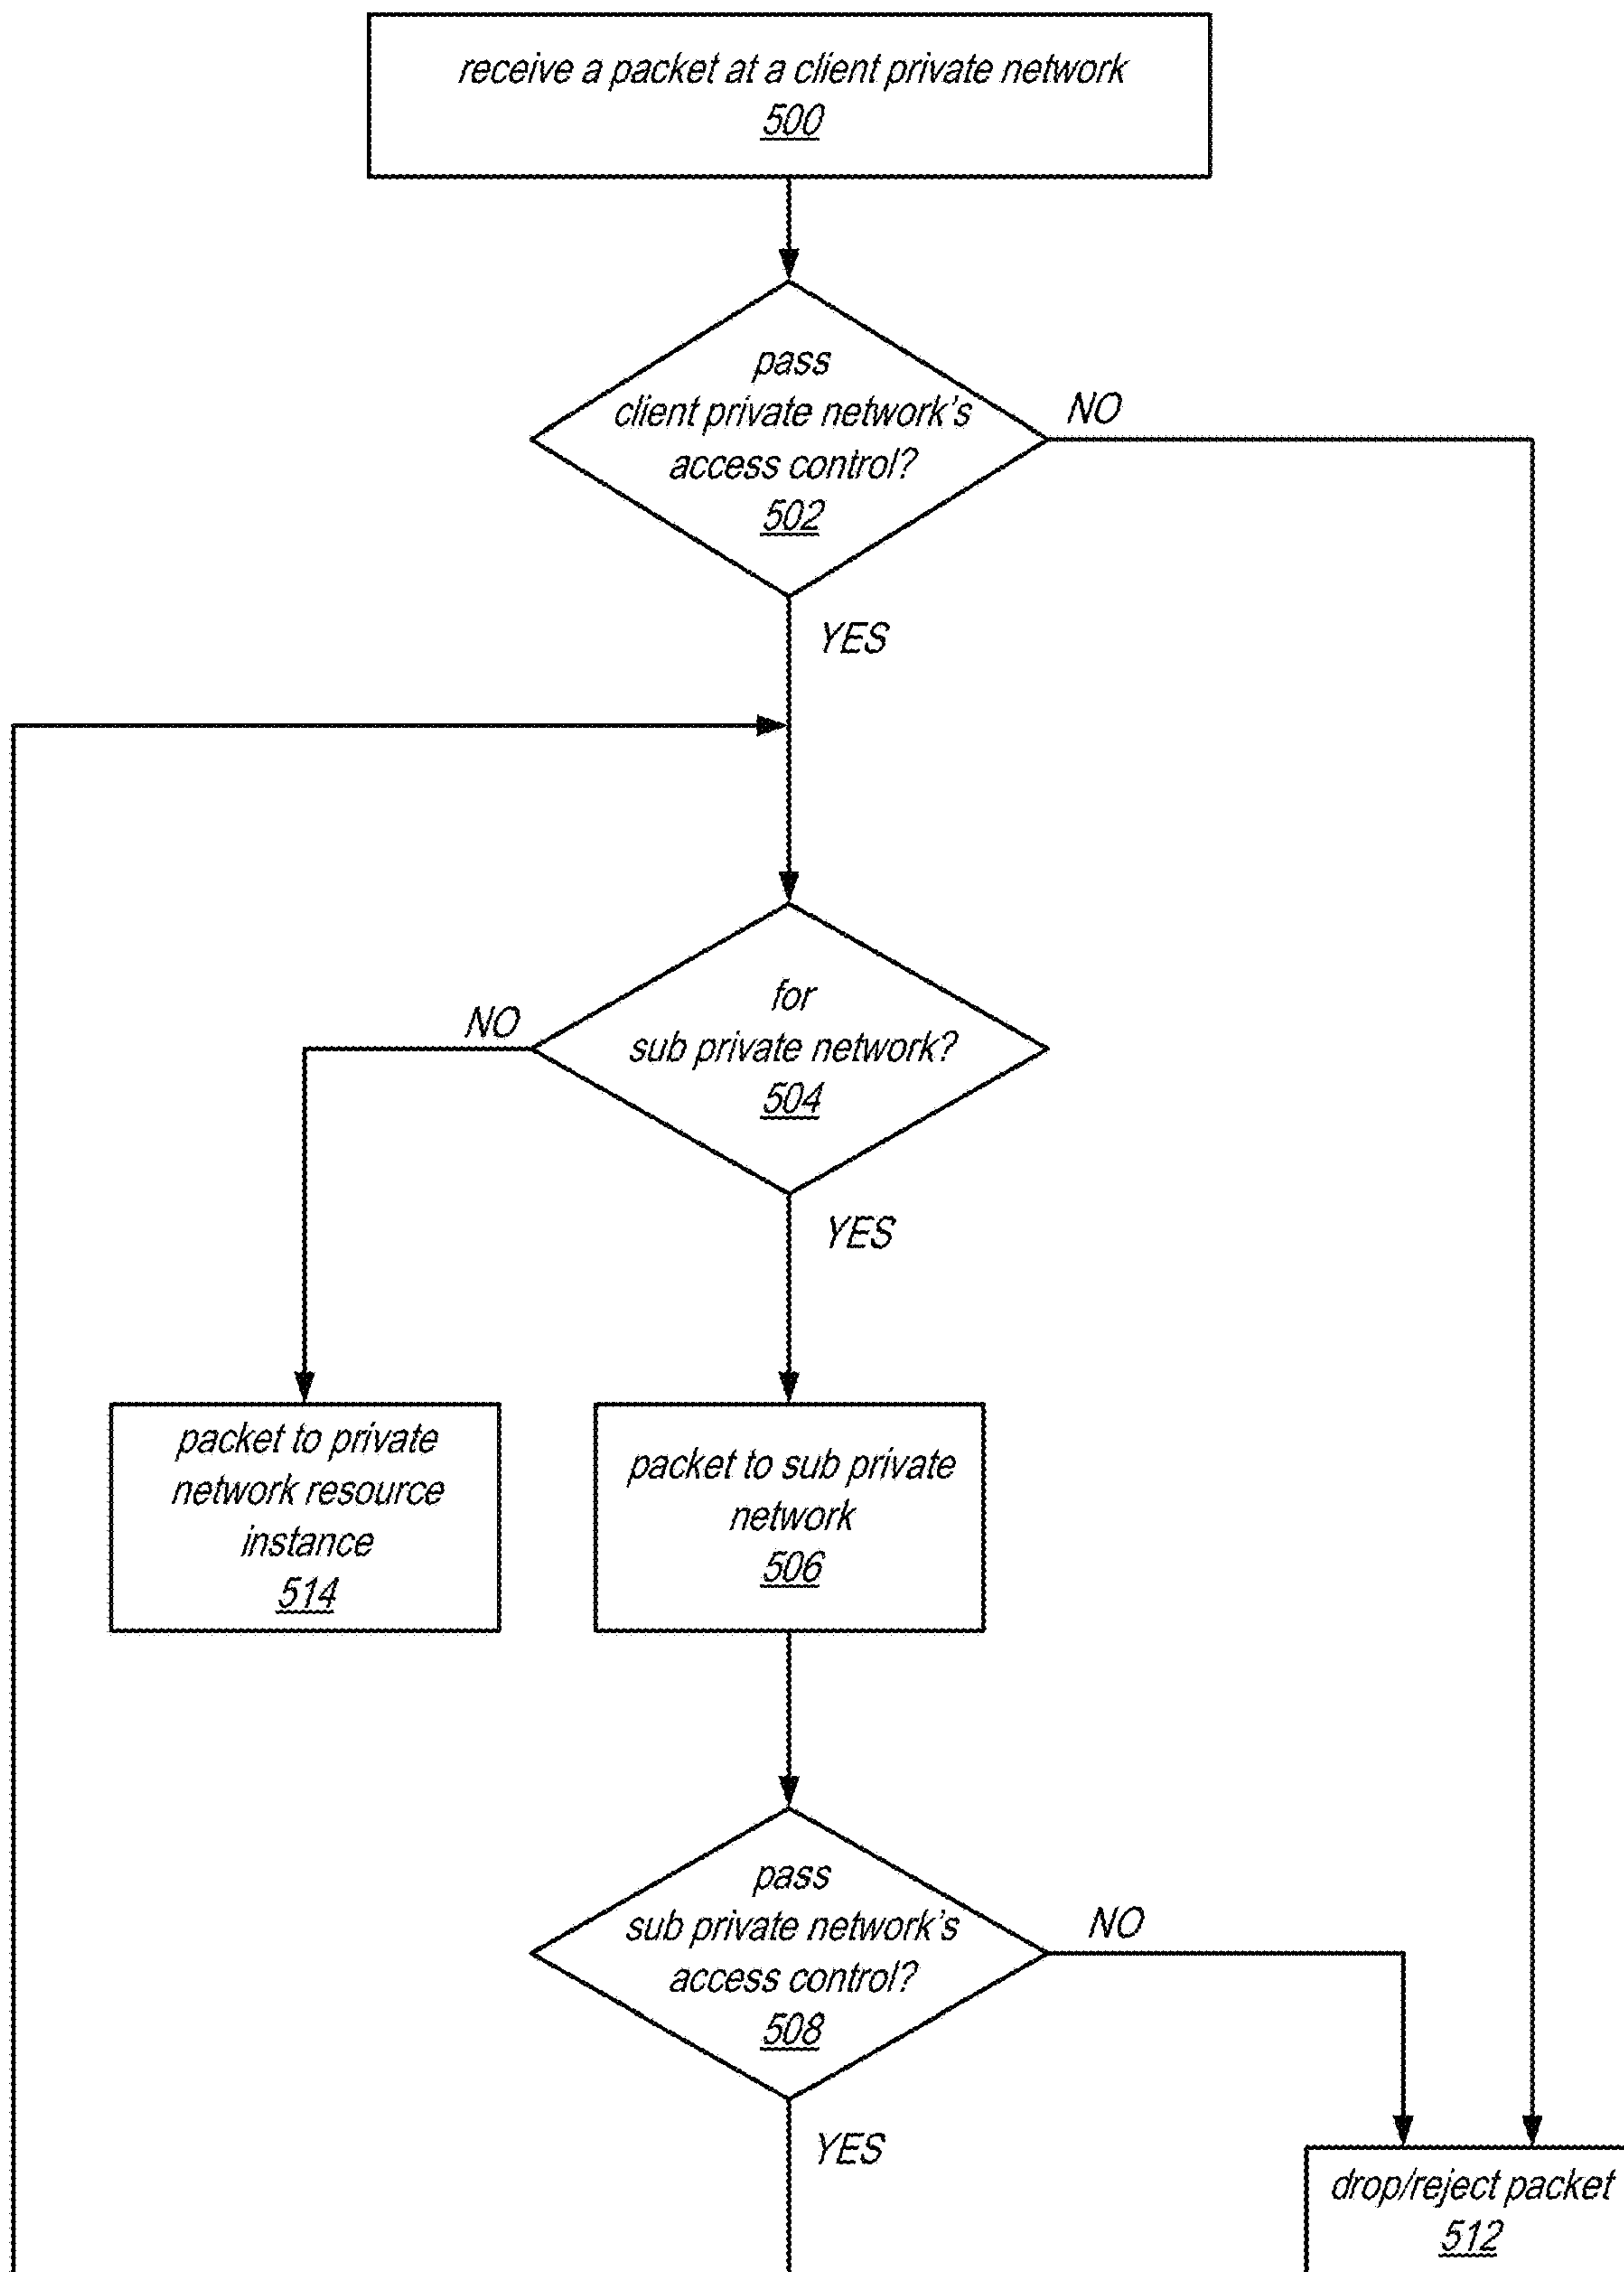 receive a packet at a client private network
500
pass
client private network's
access control?
502
NO
YES
for
sub private network?
504
NO
YES
packet to private
network resource
instance
514
packet to sub private
network
506
pass
sub private network's
access control?
508
NO
YES
drop/reject packet
512